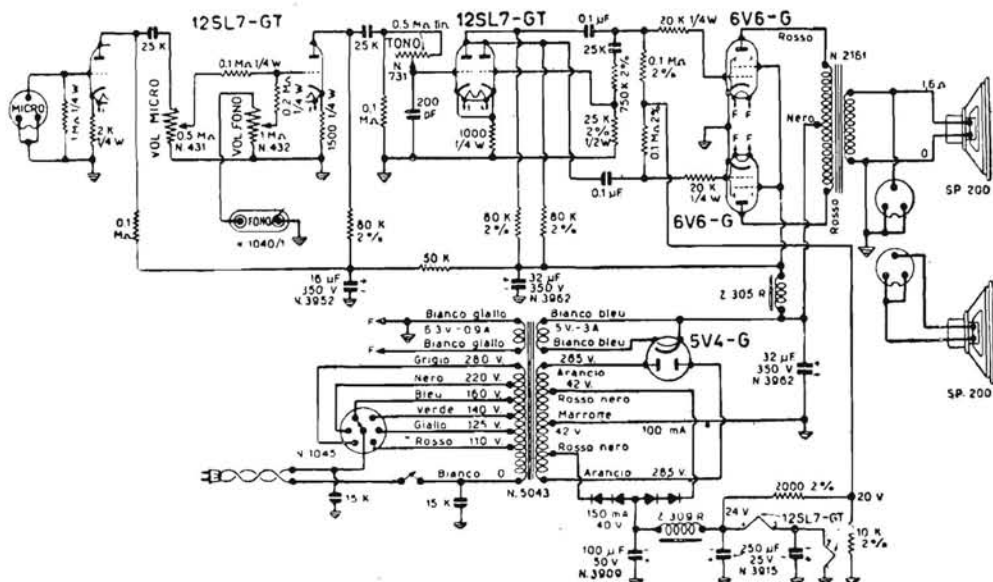 12SL7-GT
25 K
0.5 MΩ lin
25 K
TONO
N. 731
12SL7-GT
0.1 µF
20 K 1/4 W
6V6-G
Rosso
N. 2161
MICRO
1 MΩ 1/4 W
2 K
1/4 W
VOL MICRO
0.5 MΩ
N. 431
0.1 MΩ 1/4 W
VOL FONO
1 MΩ
N. 432
0.2 MΩ
1/4 W
1500 1/4 W
0.1
MΩ
200
pF
1000
1/4 W
25 K
750 K 2%
25 K
2%
1/2 W
0.1 MΩ
2%
0.1 MΩ 2%
F F
F F
Nero
1,6 Ω
0
SP. 200
0.1 µF
20 K
1/4 W
6V6-G
Rosso
0.1
MΩ
FONO
N 1040/1
80 K
2%
80 K
2%
80 K
2%
50 K
16 µF
350 V
N.3952
32 µF
350 V
N.3962
Z 305 R
F
Bianco giallo
6.3 V - 0.9 A
Bianco bleu
5 V. - 3 A
F
Bianco giallo
Bianco bleu
5V4-G
Grigio 280 V.
285 V.
Nero 220 V.
Arancio
42 V.
Bleu 160 V.
Rosso nero
Verde 140 V.
Marrone
Giallo 125 V.
42 V
100 mA
Rosso 110 V.
Rosso nero
N 1045
Bianco 0
Arancio 285 V.
32 µF
350 V
N 3962
SP. 200
15 K
15 K
N. 5043
150 mA
40 V
Z 309 R
24 V
2000 2%
20 V
12SL7-GT
10 K
2%
100 µF
50 V
N.3909
250 µF
25 V
N 3915